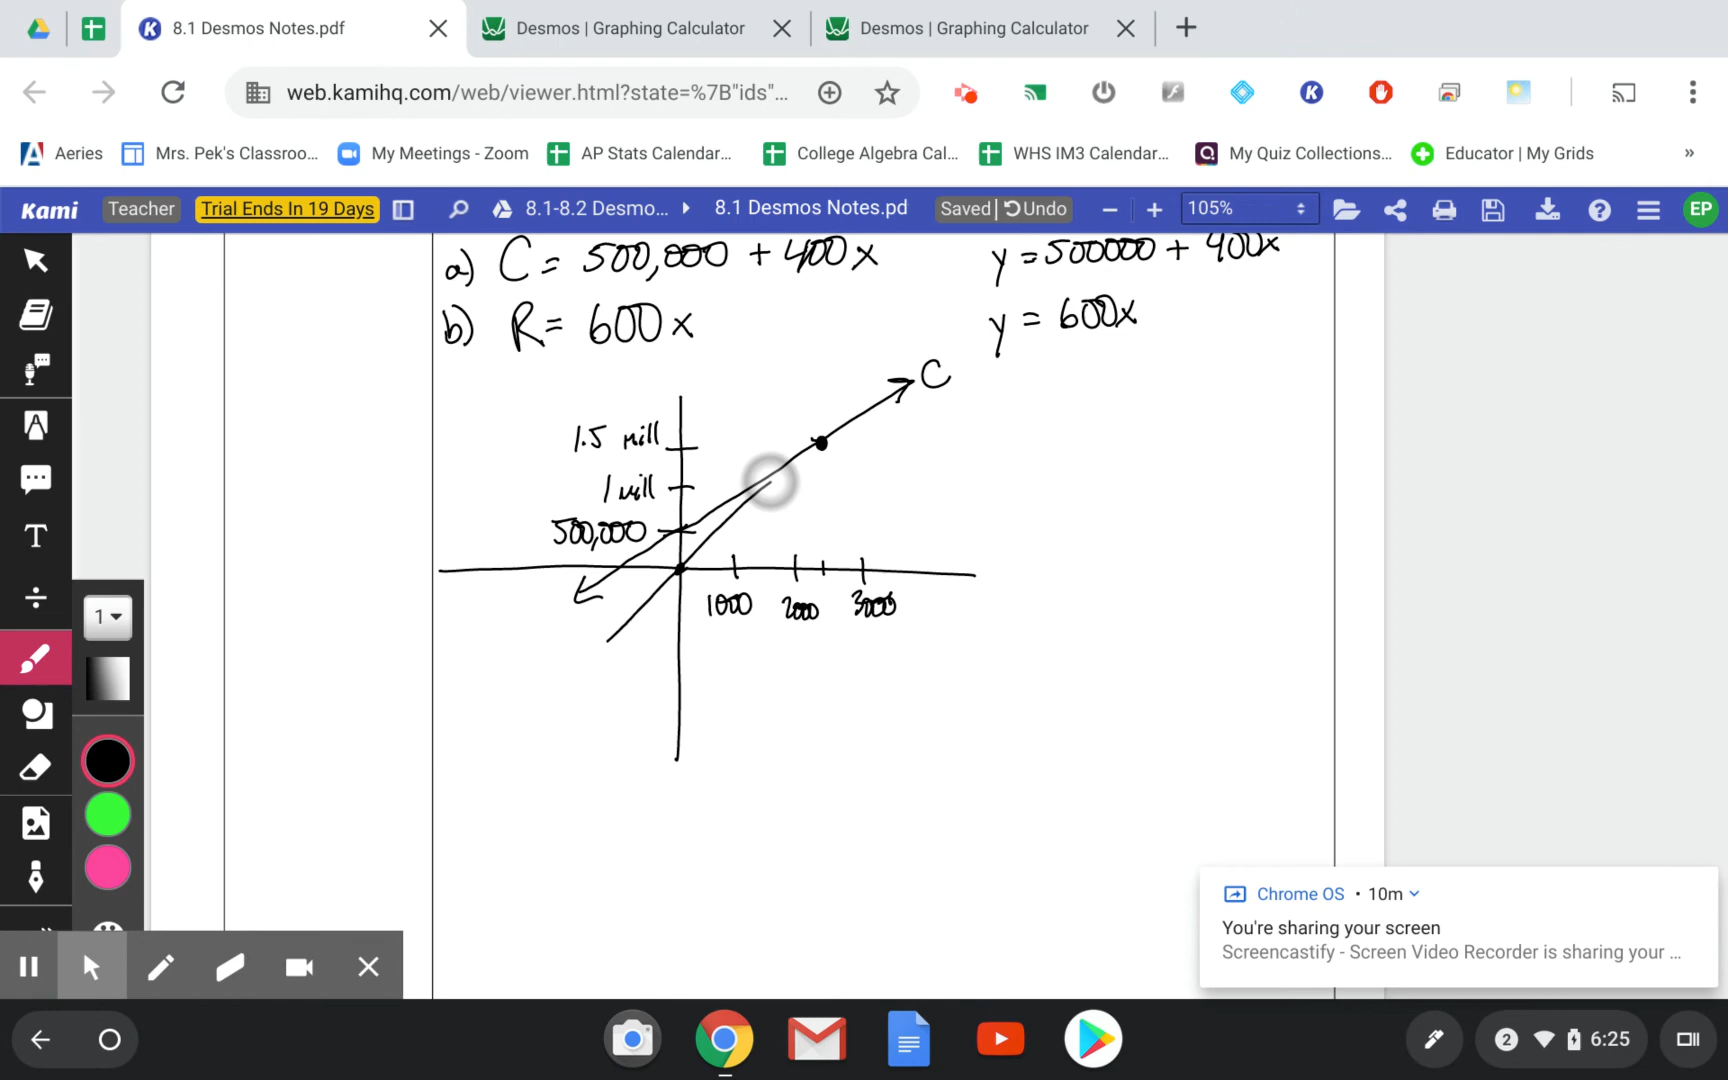 8.1 Desmos Notes.pdf
Desmos | Graphing Calculator
Desmos | Graphing Calculator
web.kamihq.com/web/viewer.html?state=%7B"ids"...
Aeries
Mrs. Pek's Classroo...
My Meetings - Zoom
AP Stats Calendar...
College Algebra Cal...
WHS IM3 Calendar...
My Quiz Collections...
Educator | My Grids
»
Kami
Teacher
Trial Ends In 19 Days
8.1-8.2 Desmo...
8.1 Desmos Notes.pd
Saved | Undo
105%
EP
a) C = 500,000 + 400x
y = 500000 + 400x
b) R = 600x
y = 600x
C
1.5 mill
1 mill
500,000
1000 2000 3000
1
Chrome OS • 10m
You're sharing your screen
Screencastify - Screen Video Recorder is sharing your ...
2
6:25